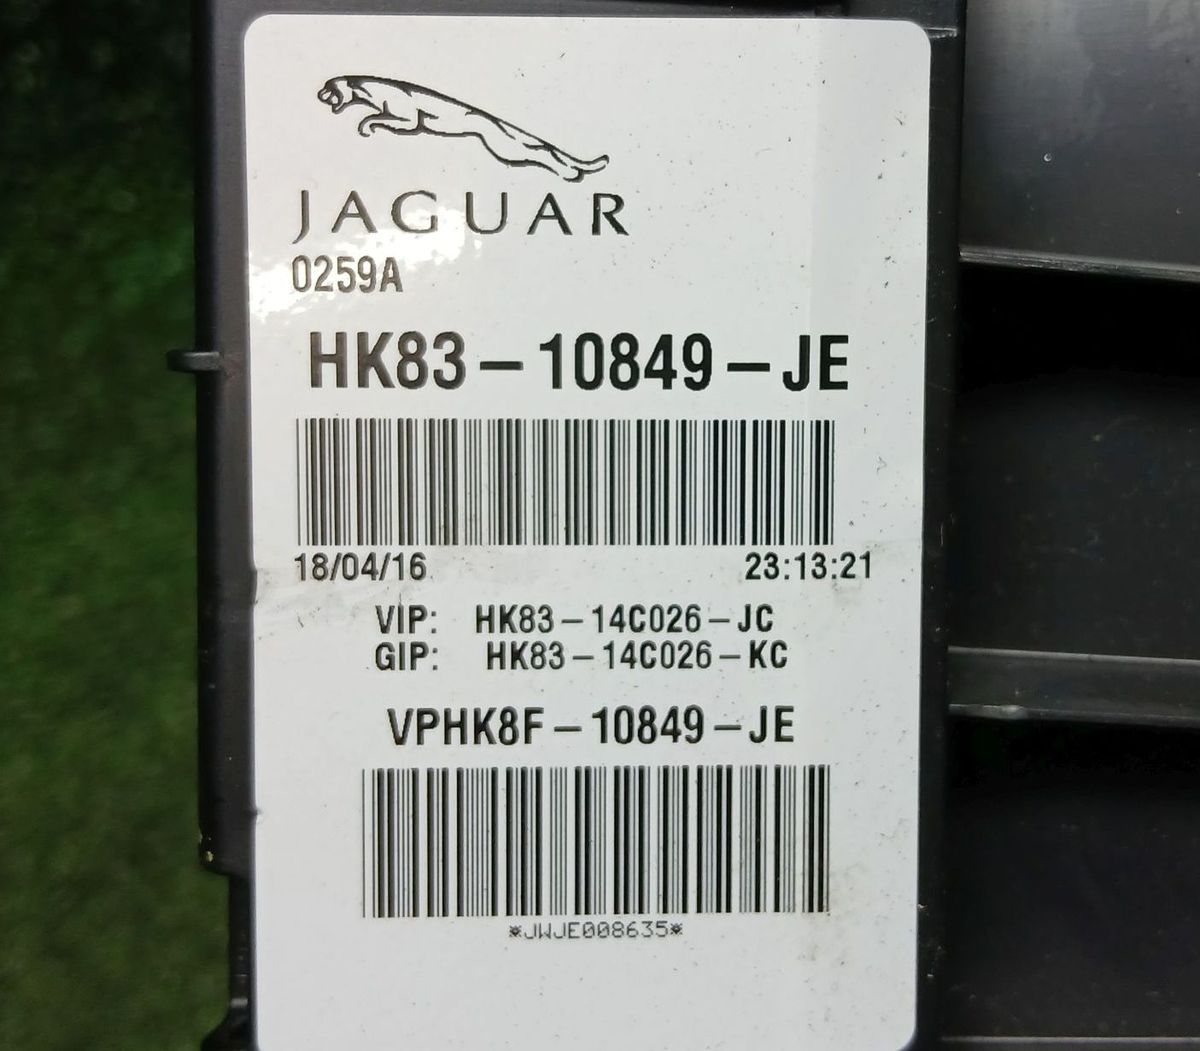 JAGUAR
0259A
HK83-10849-JE
18/04/16 23:13:21
VIP: HK83-14C026-JC
GIP: HK83-14C026-KC
VPHK8F-10849-JE
*JWJE008635*